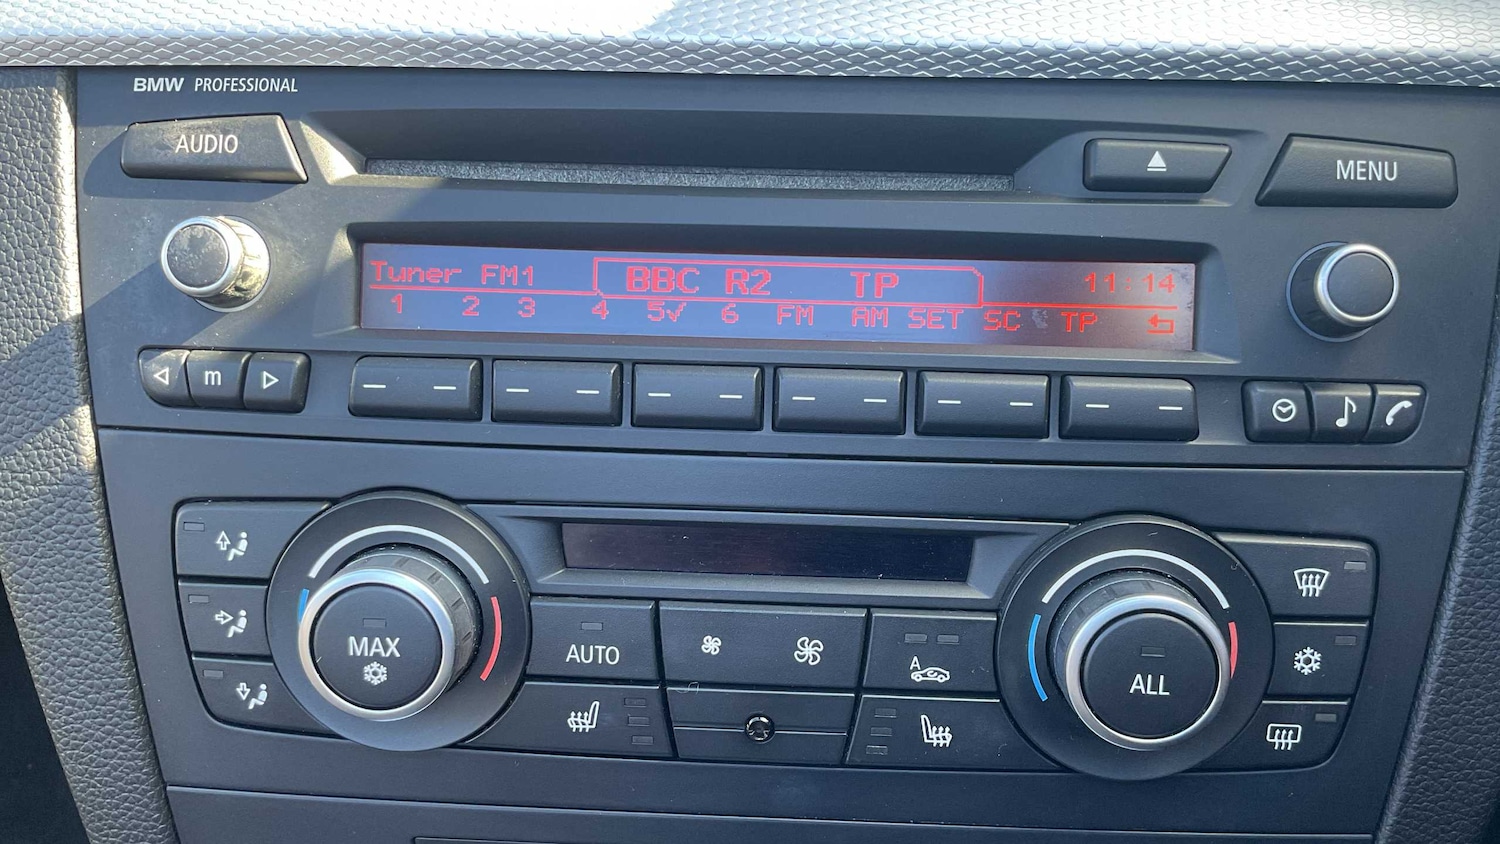 BMW PROFESSIONAL
AUDIO
MENU
Tuner FM1 BBC R2 TP 11:14
1 2 3 4 5✓ 6 FM AM SET SC TP
m
MAX
AUTO
A
ALL